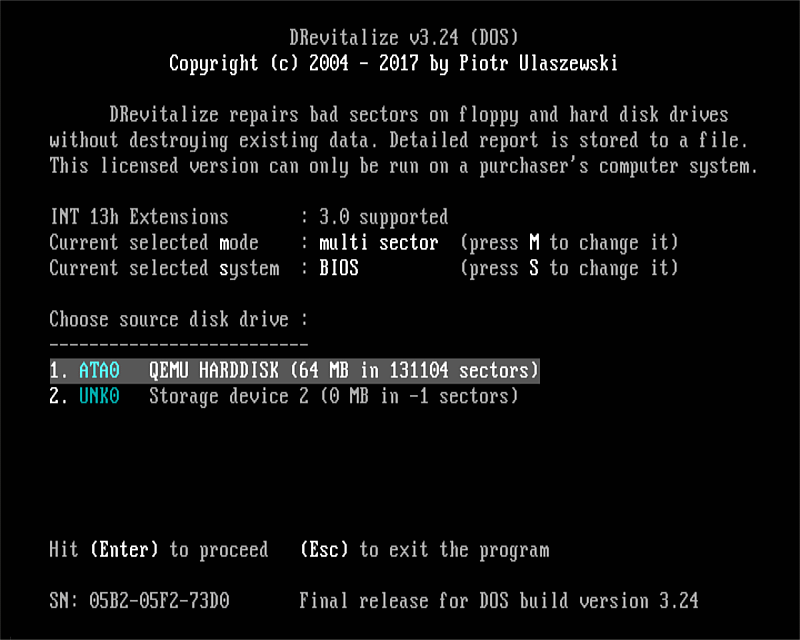 DRevitalize v3.24 (DOS)
Copyright (c) 2004 - 2017 by Piotr Ulaszewski
DRevitalize repairs bad sectors on floppy and hard disk drives
without destroying existing data. Detailed report is stored to a file.
This licensed version can only be run on a purchaser's computer system.
INT 13h Extensions : 3.0 supported
Current selected mode : multi sector (press M to change it)
Current selected system : BIOS (press S to change it)
Choose source disk drive :
--------------------------
1. ATA0 QEMU HARDDISK (64 MB in 131104 sectors)
2. UNK0 Storage device 2 (0 MB in -1 sectors)
Hit (Enter) to proceed (Esc) to exit the program
SN: 05B2-05F2-73D0 Final release for DOS build version 3.24